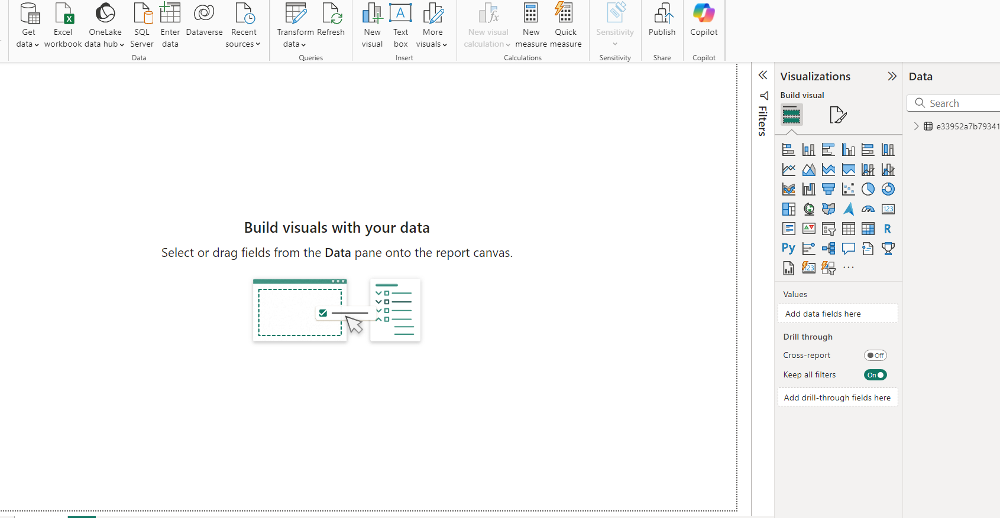 Get data
Excel workbook
OneLake data hub
SQL Server
Enter data
Dataverse
Recent sources
Data
Transform data
Refresh
Queries
New visual
Text box
More visuals
Insert
New visual calculation
New measure
Quick measure
Calculations
Sensitivity
Sensitivity
Publish
Share
Copilot
Copilot
Build visuals with your data
Select or drag fields from the Data pane onto the report canvas.
Filters
Visualizations
Build visual
123
R
Py
123
...
Values
Add data fields here
Drill through
Cross-report
Off
Keep all filters
On
Add drill-through fields here
Data
Search
e33952a7b79341